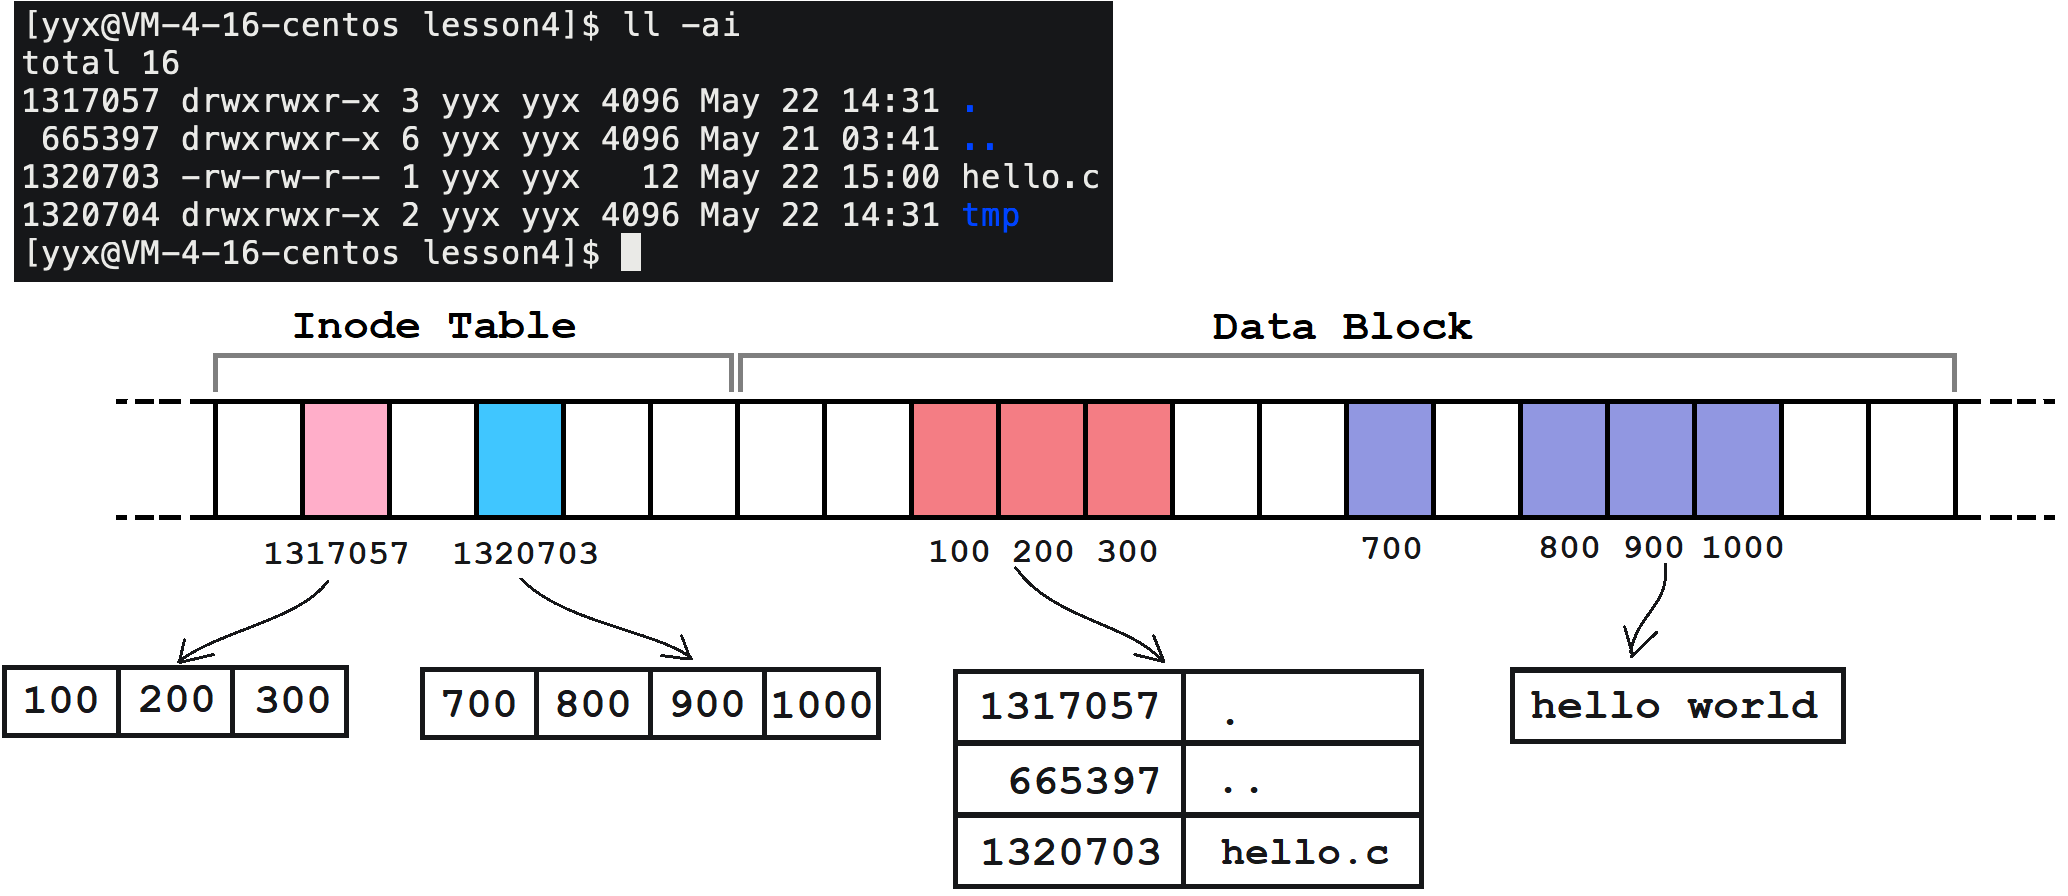 [yyx@VM-4-16-centos lesson4]$ ll -ai
total 16
1317057 drwxrwxr-x 3 yyx yyx 4096 May 22 14:31 .
 665397 drwxrwxr-x 6 yyx yyx 4096 May 21 03:41 ..
1320703 -rw-rw-r-- 1 yyx yyx   12 May 22 15:00 hello.c
1320704 drwxrwxr-x 2 yyx yyx 4096 May 22 14:31 tmp
[yyx@VM-4-16-centos lesson4]$
Inode Table Data Block
1317057 1320703 100 200 300 700 800 900 1000
100 200 300 700 800 900 1000 1317057 . hello world
665397 ..
1320703 hello.c